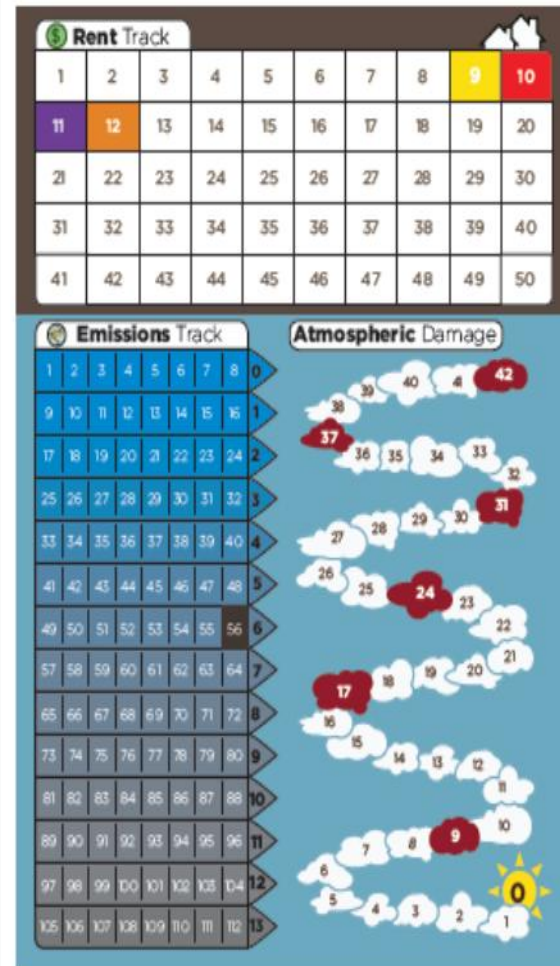 $ Rent Track
1 2 3 4 5 6 7 8 9 10
11 12 13 14 15 16 17 18 19 20
21 22 23 24 25 26 27 28 29 30
31 32 33 34 35 36 37 38 39 40
41 42 43 44 45 46 47 48 49 50
Emissions Track
1 2 3 4 5 6 7 8 0
9 10 11 12 13 14 15 16 1
17 18 19 20 21 22 23 24 2
25 26 27 28 29 30 31 32 3
33 34 35 36 37 38 39 40 4
41 42 43 44 45 46 47 48 5
49 50 51 52 53 54 55 56 6
57 58 59 60 61 62 63 64 7
65 66 67 68 69 70 71 72 8
73 74 75 76 77 78 79 80 9
81 82 83 84 85 86 87 88 10
89 90 91 92 93 94 95 96 11
97 98 99 100 101 102 103 104 12
105 106 107 108 109 110 111 112 13
Atmospheric Damage
39 40 41 42
38
37
36 35 34 33
32
31
27 28 29 30
26
25 24 23
22
21
17 18 19 20
16
15
14 13 12
11
10
6 7 8 9
0
5 4 3 2 1